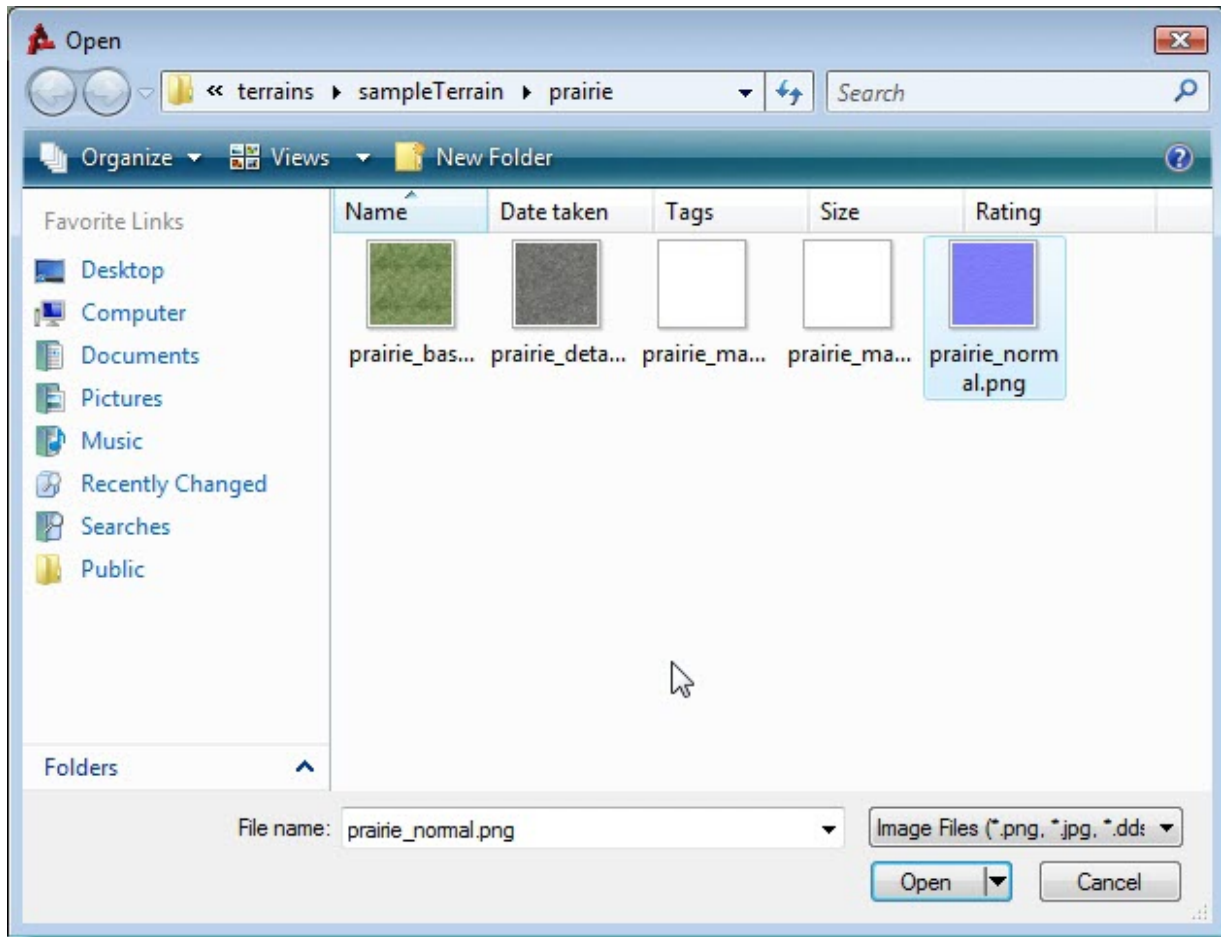 Open
« terrains ▸ sampleTerrain ▸ prairie
Search
Organize Views New Folder
Favorite Links
Desktop
Computer
Documents
Pictures
Music
Recently Changed
Searches
Public
Folders
Name Date taken Tags Size Rating
prairie_bas... prairie_deta... prairie_ma... prairie_ma... prairie_norm
al.png
File name: prairie_normal.png Image Files (*.png, *.jpg, *.dds
Open Cancel